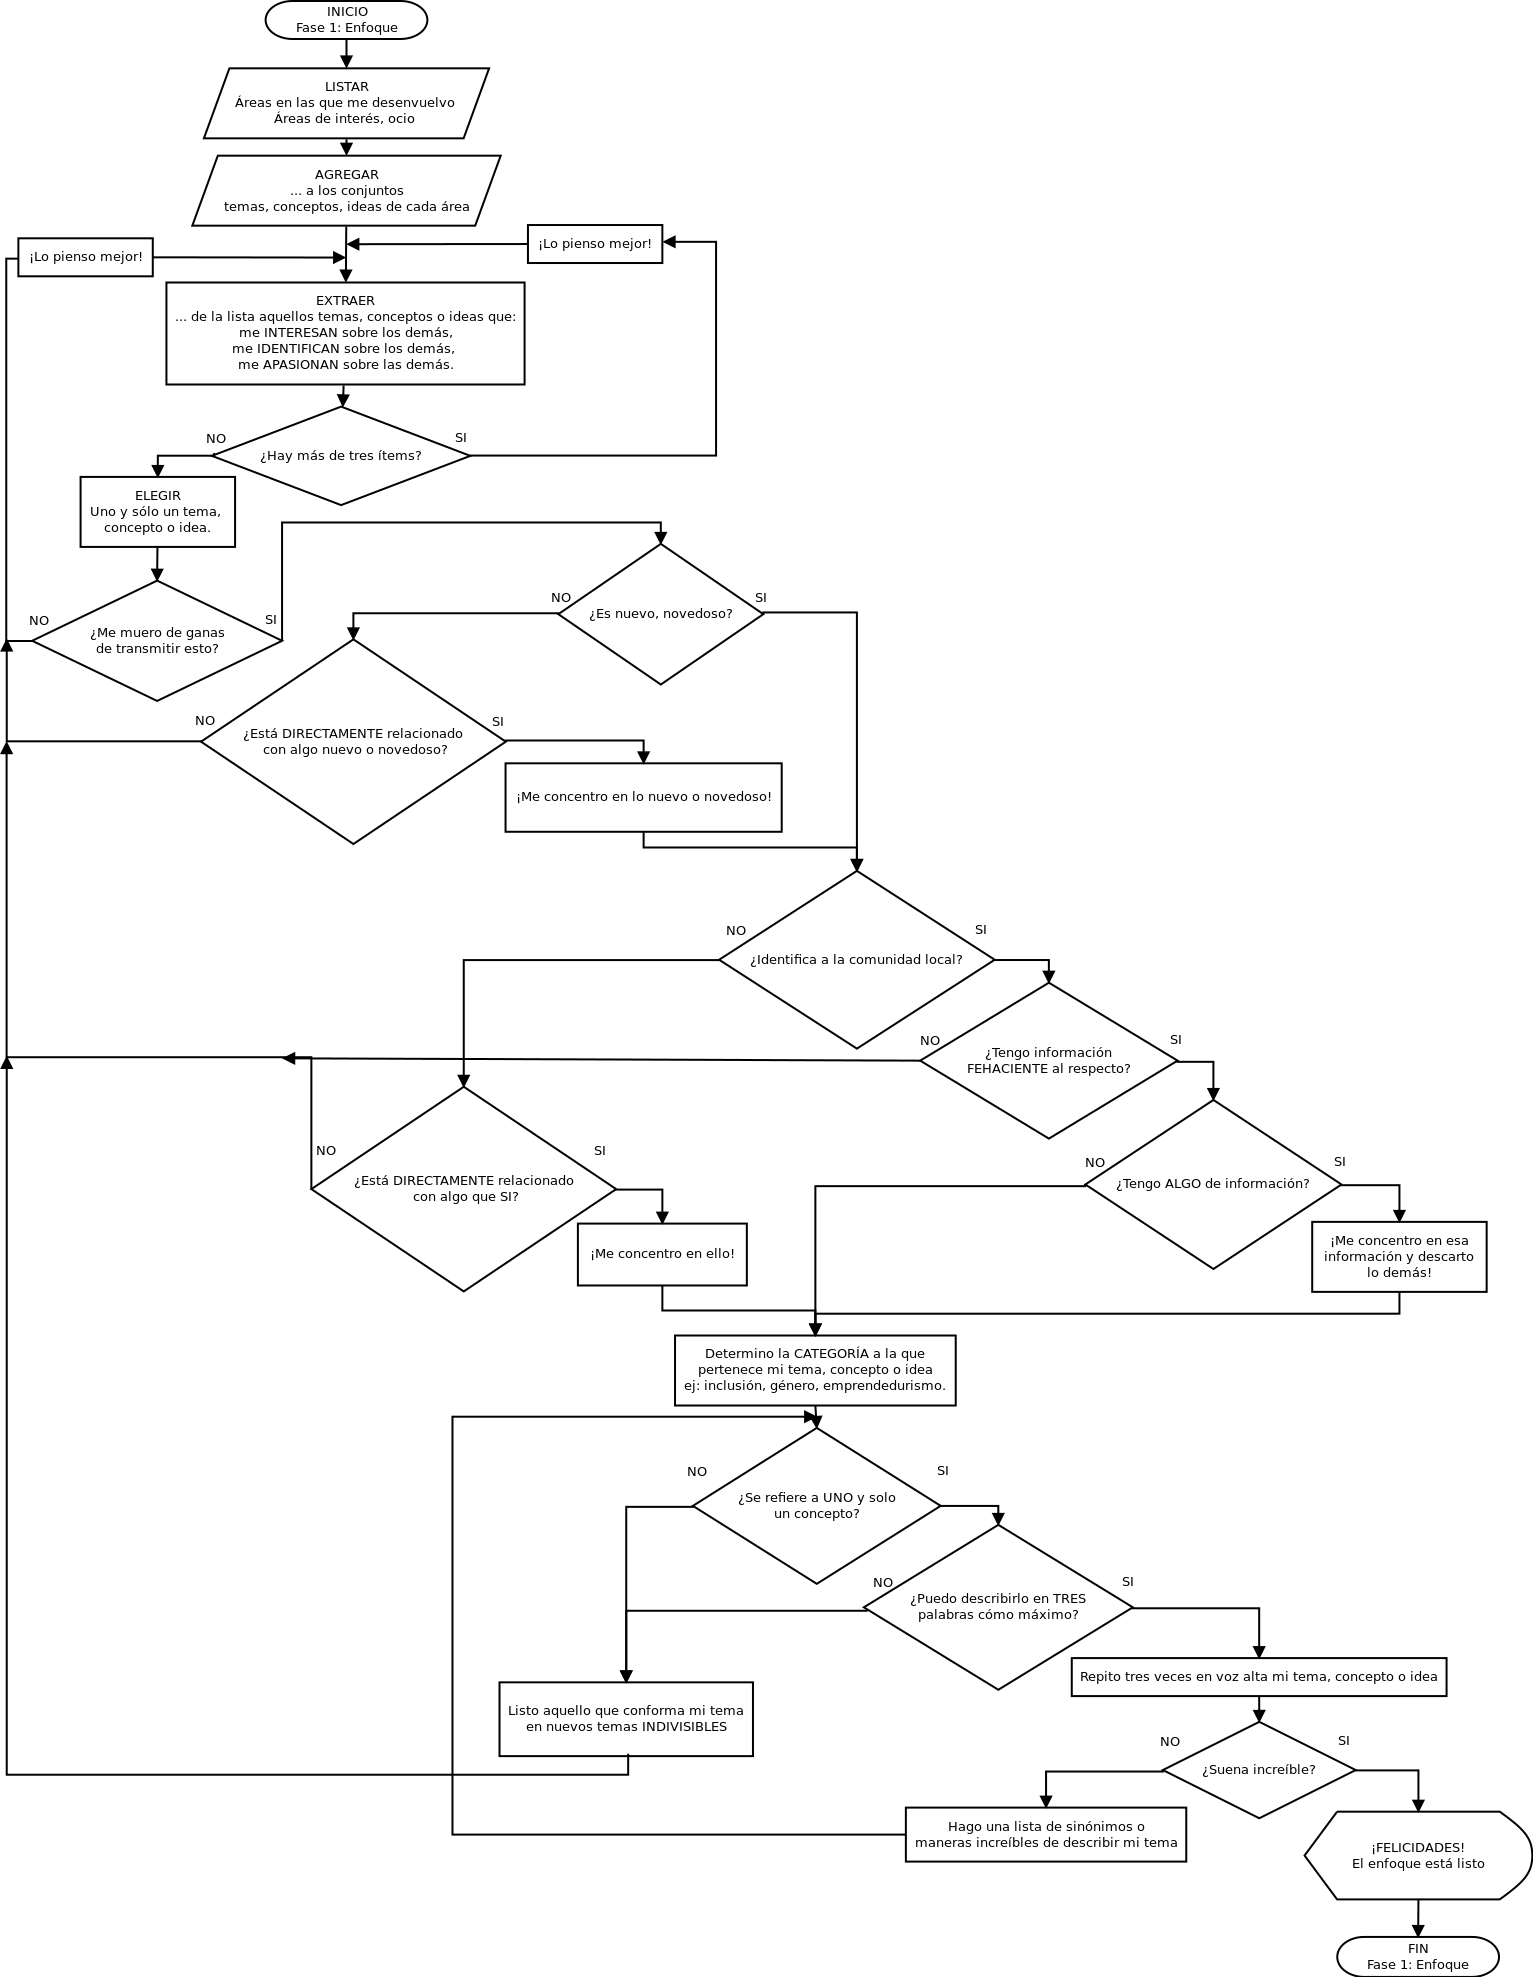 INICIO
Fase 1: Enfoque
LISTAR
Áreas en las que me desenvuelvo
Áreas de interés, ocio
AGREGAR
... a los conjuntos
temas, conceptos, ideas de cada área
¡Lo pienso mejor!
¡Lo pienso mejor!
EXTRAER
... de la lista aquellos temas, conceptos o ideas que:
me INTERESAN sobre los demás,
me IDENTIFICAN sobre los demás,
me APASIONAN sobre las demás.
NO
SI
¿Hay más de tres ítems?
ELEGIR
Uno y sólo un tema,
concepto o idea.
NO
SI
¿Me muero de ganas
de transmitir esto?
NO
SI
¿Es nuevo, novedoso?
NO
SI
¿Está DIRECTAMENTE relacionado
con algo nuevo o novedoso?
¡Me concentro en lo nuevo o novedoso!
NO
SI
¿Identifica a la comunidad local?
NO
SI
¿Tengo información
FEHACIENTE al respecto?
NO
SI
¿Está DIRECTAMENTE relacionado
con algo que SI?
NO
SI
¿Tengo ALGO de información?
¡Me concentro en ello!
¡Me concentro en esa
información y descarto
lo demás!
Determino la CATEGORÍA a la que
pertenece mi tema, concepto o idea
ej: inclusión, género, emprendedurismo.
NO
SI
¿Se refiere a UNO y solo
un concepto?
NO
SI
¿Puedo describirlo en TRES
palabras cómo máximo?
Repito tres veces en voz alta mi tema, concepto o idea
Listo aquello que conforma mi tema
en nuevos temas INDIVISIBLES
NO
SI
¿Suena increíble?
Hago una lista de sinónimos o
maneras increíbles de describir mi tema
¡FELICIDADES!
El enfoque está listo
FIN
Fase 1: Enfoque